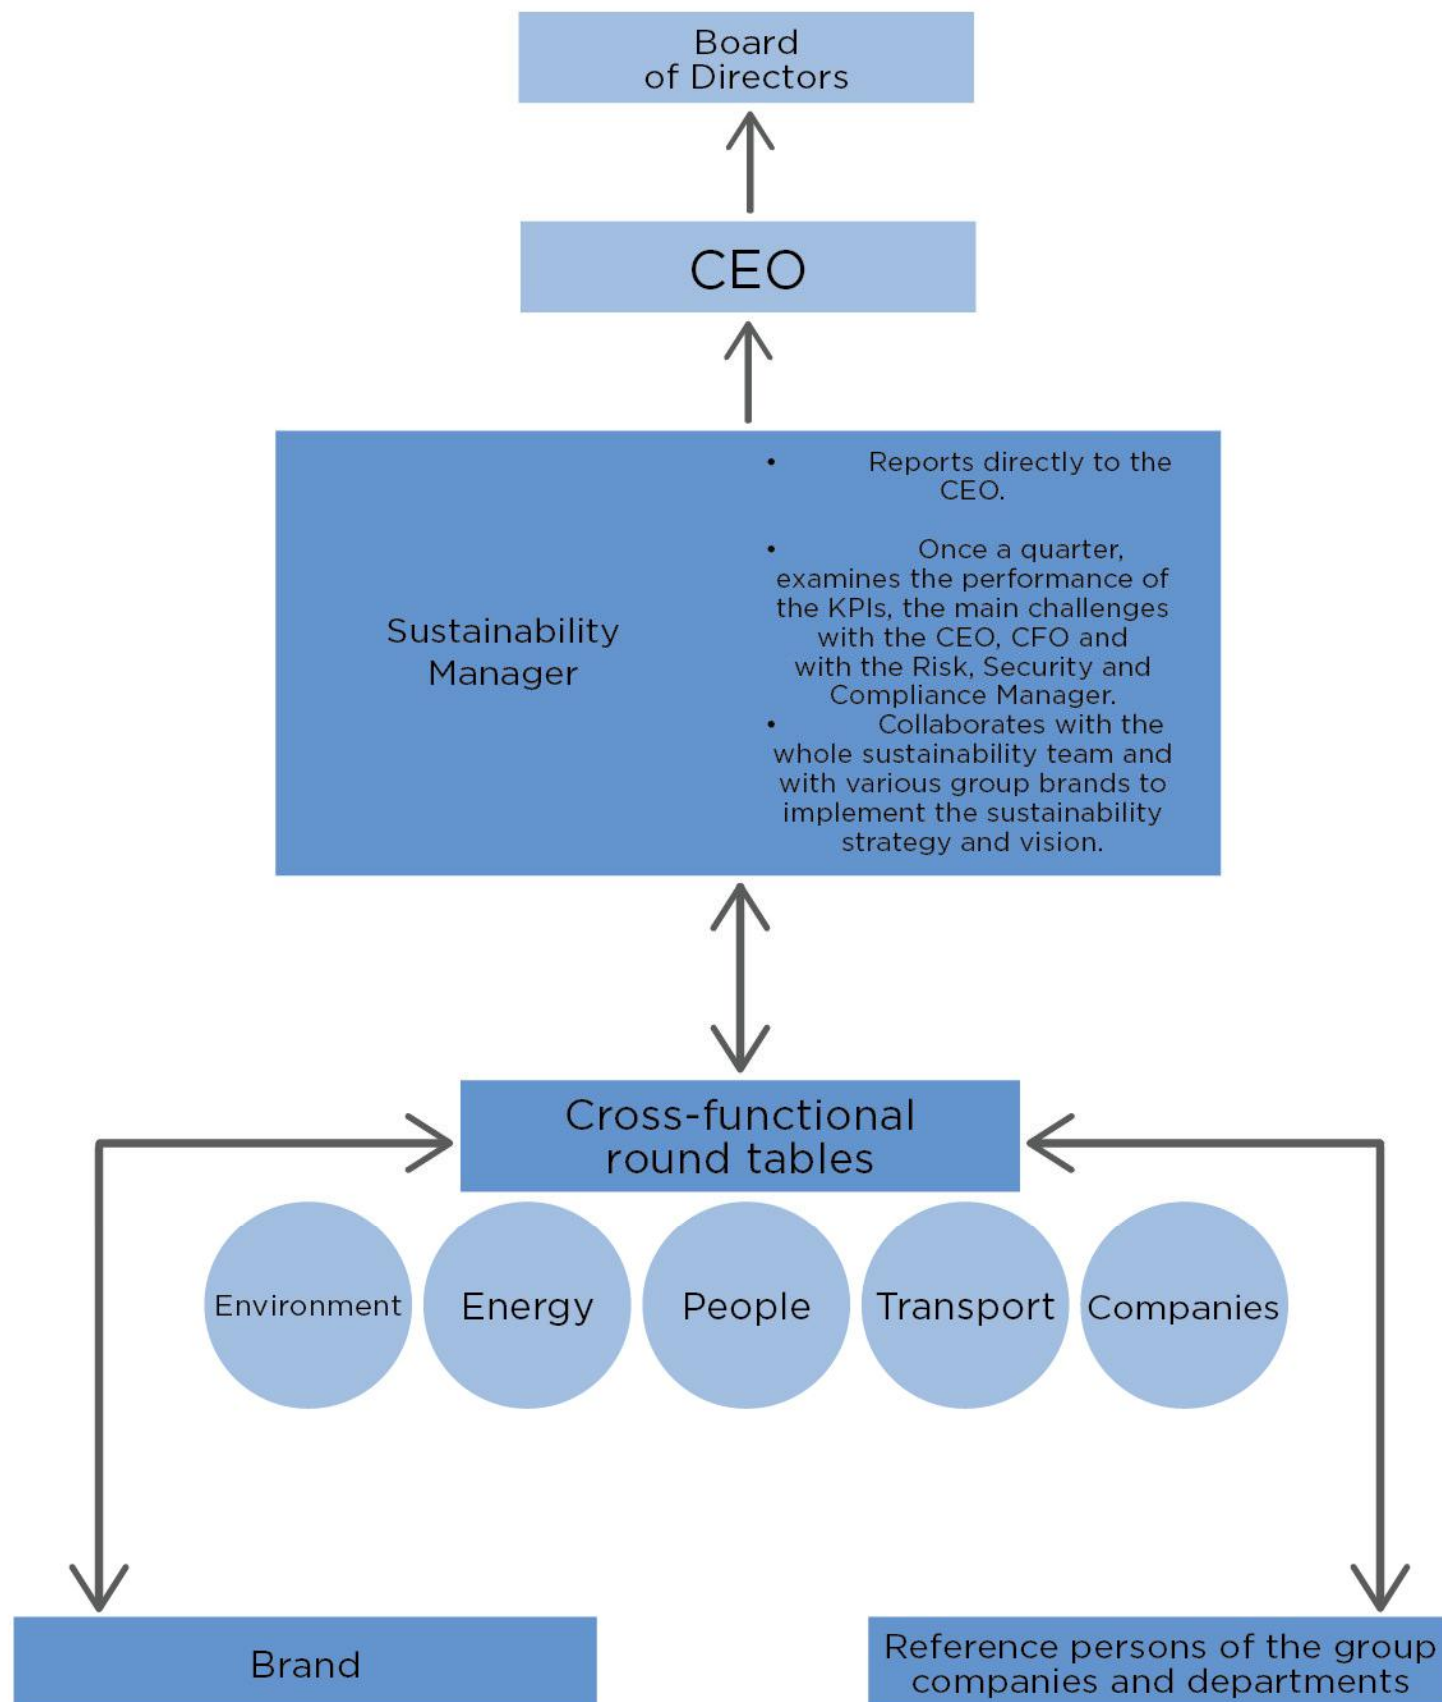 Board
of Directors
CEO
Sustainability
Manager
• Reports directly to the
CEO.
• Once a quarter,
examines the performance of
the KPIs, the main challenges
with the CEO, CFO and
with the Risk, Security and
Compliance Manager.
• Collaborates with the
whole sustainability team and
with various group brands to
implement the sustainability
strategy and vision.
Cross-functional
round tables
Environment
Energy
People
Transport
Companies
Brand
Reference persons of the group
companies and departments